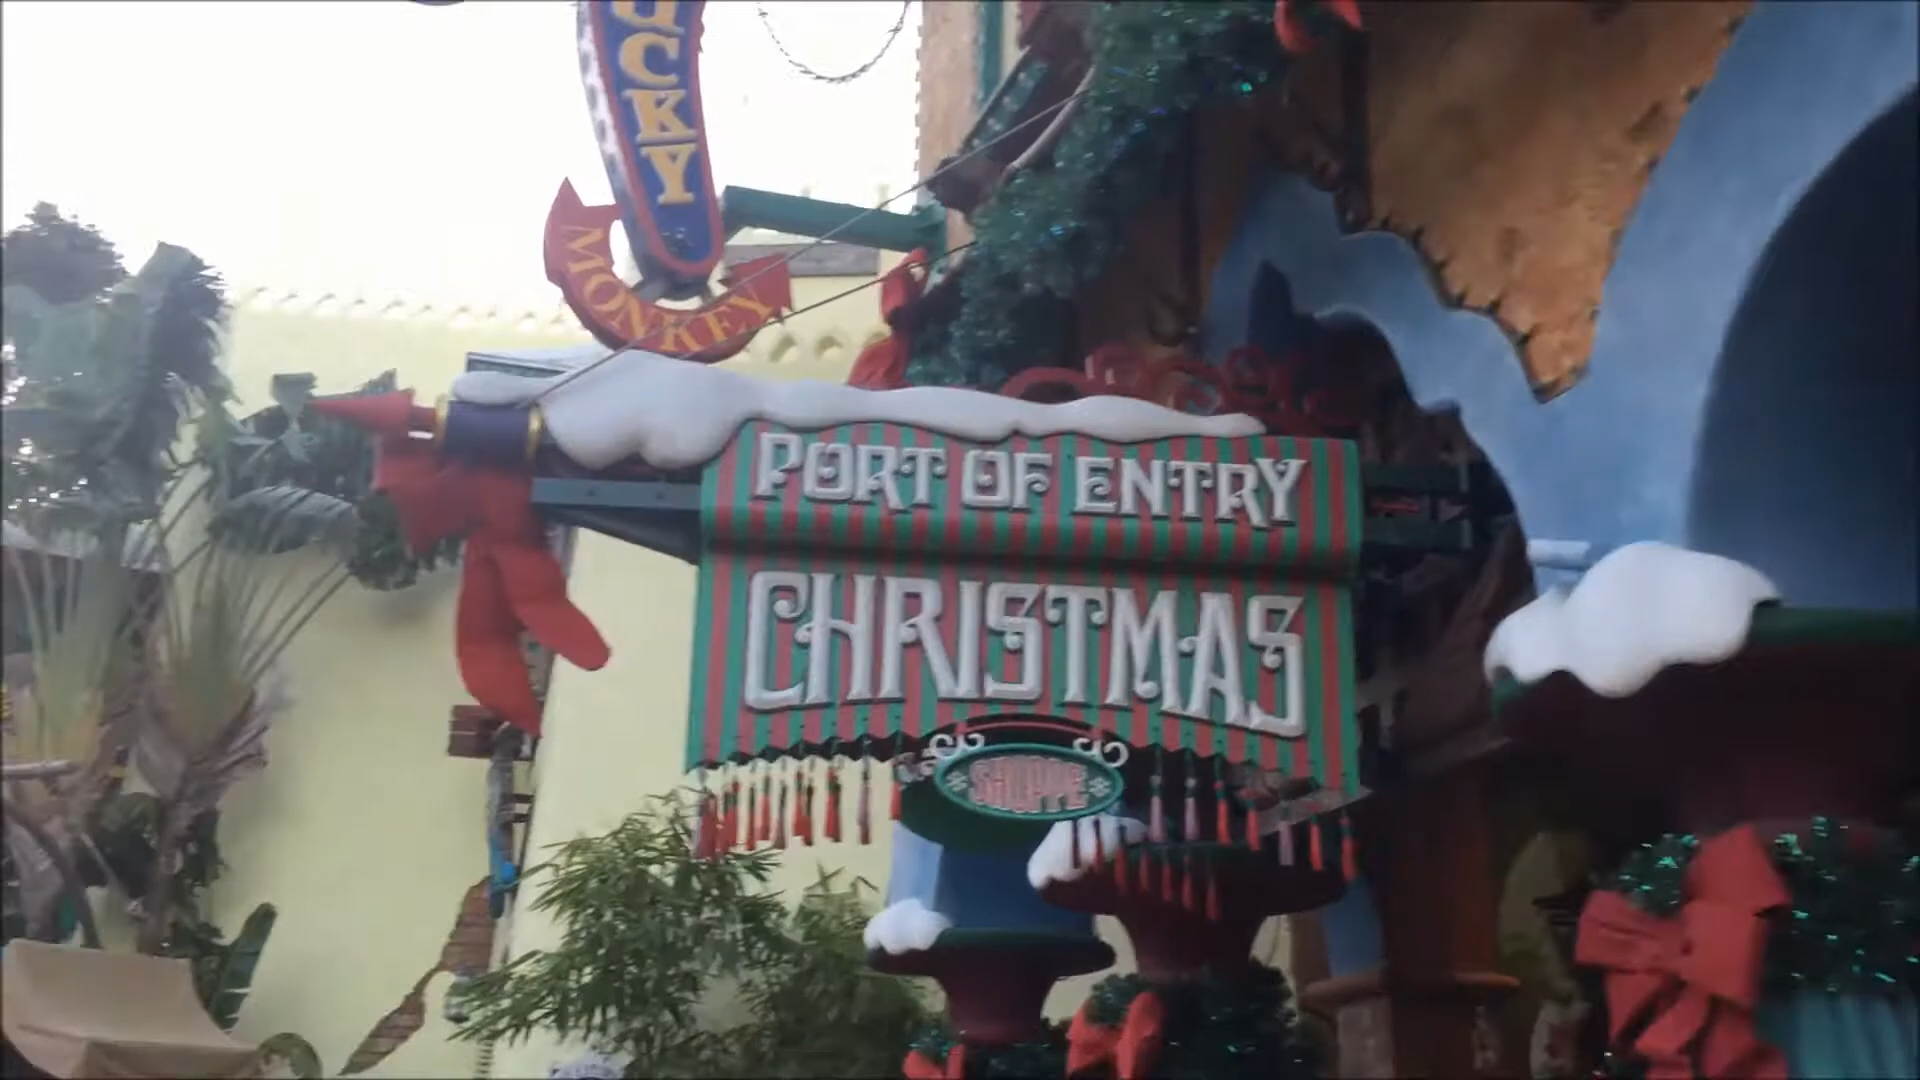 UCKY
MONKEY
PORT OF ENTRY
CHRISTMAS
SHOPPE